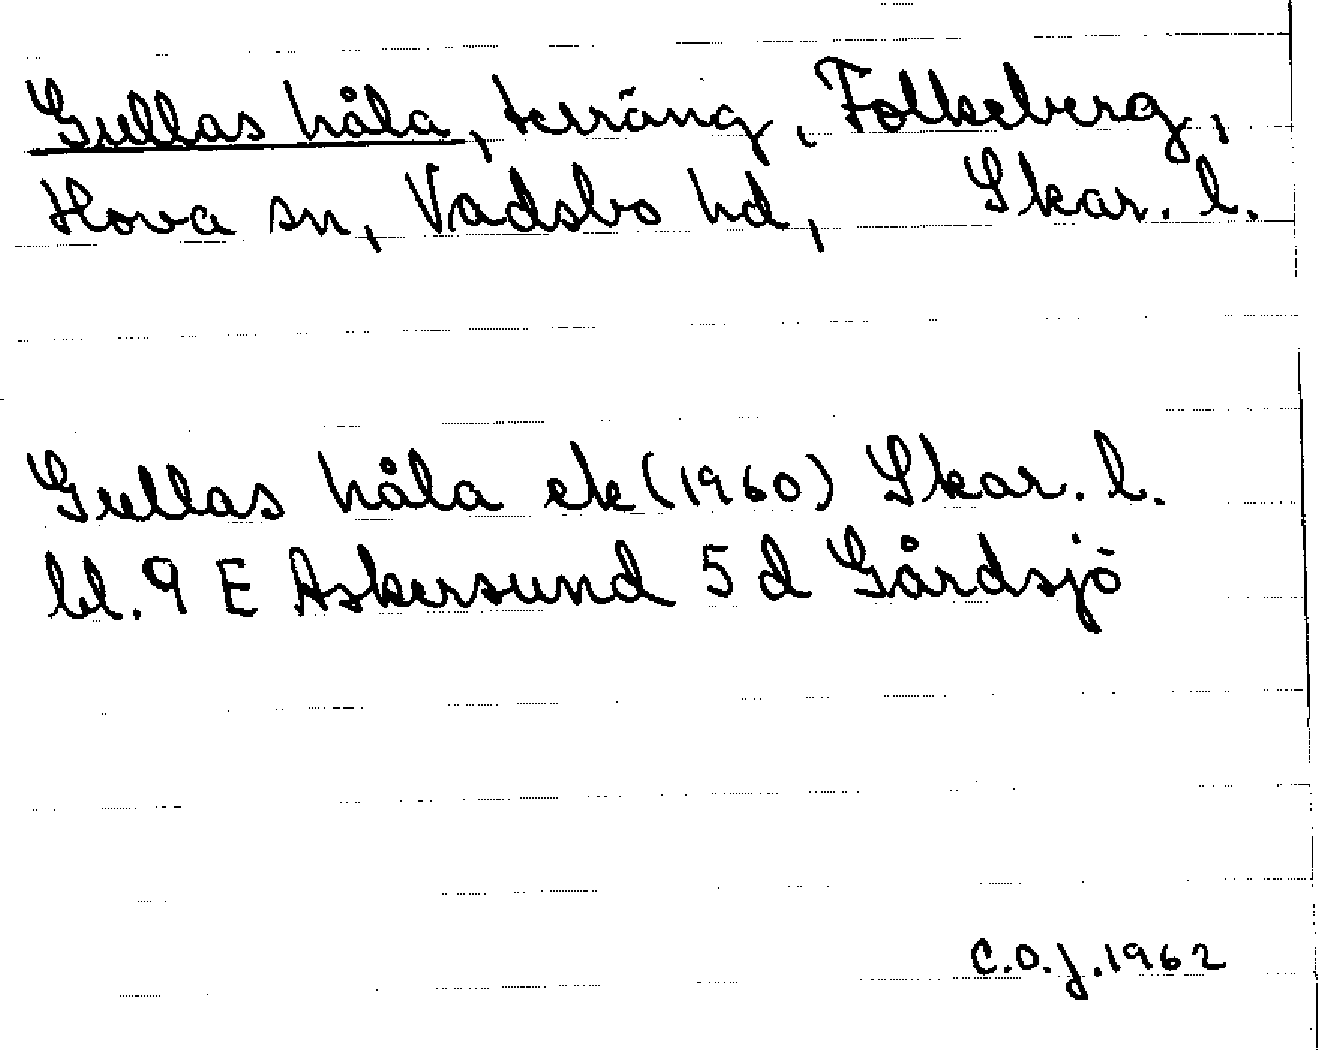 Gullas håla, terräng, Folkeberg,
Hova sn, Vadsbo hd, Skar. l.
Gullas håla ek (1960) Skar. l.
bl. 9 E Askersund 5 d Gårdsjö
C.O.J. 1962